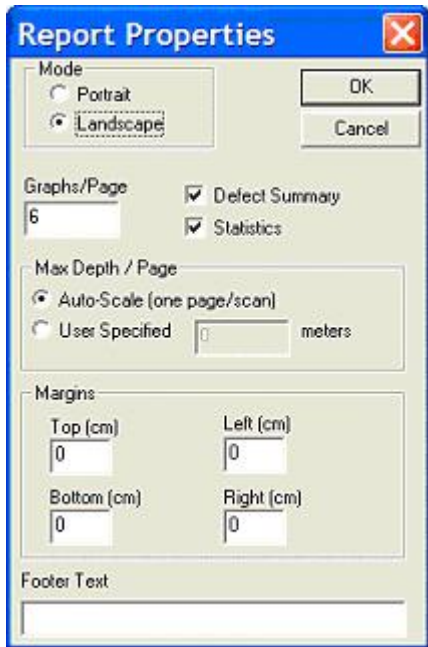 Report Properties
Mode
Portrait
Landscape
OK
Cancel
Graphs/Page
6
Defect Summary
Statistics
Max Depth / Page
Auto-Scale (one page/scan)
User Specified 0 meters
Margins
Top (cm) Left (cm)
0 0
Bottom (cm) Right (cm)
0 0
Footer Text